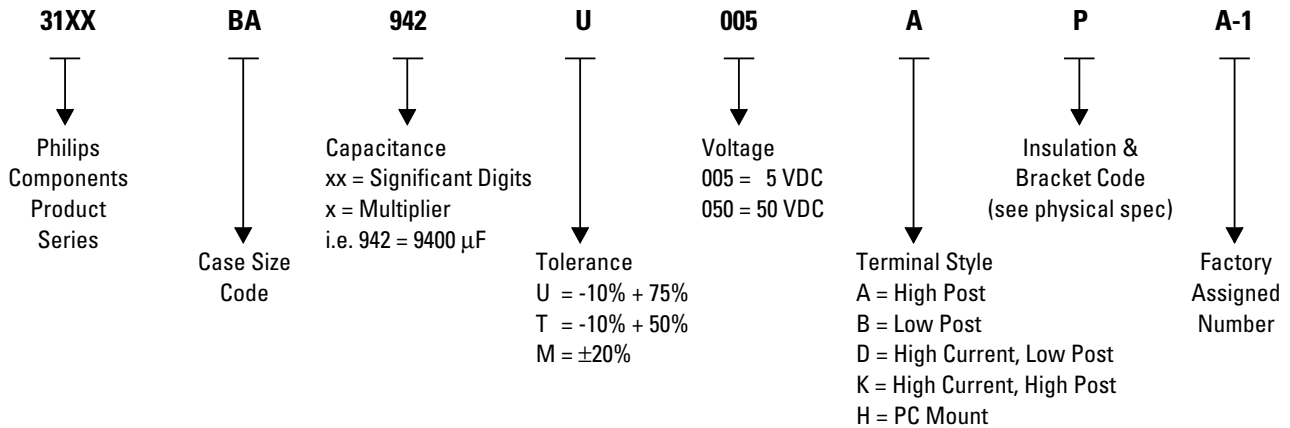 31XX BA 942 U 005 A P A-1
Philips
Components
Product
Series
Case Size
Code
Capacitance
xx = Significant Digits
x = Multiplier
i.e. 942 = 9400 μF
Tolerance
U = -10% + 75%
T = -10% + 50%
M = ±20%
Voltage
005 = 5 VDC
050 = 50 VDC
Terminal Style
A = High Post
B = Low Post
D = High Current, Low Post
K = High Current, High Post
H = PC Mount
Insulation &
Bracket Code
(see physical spec)
Factory
Assigned
Number